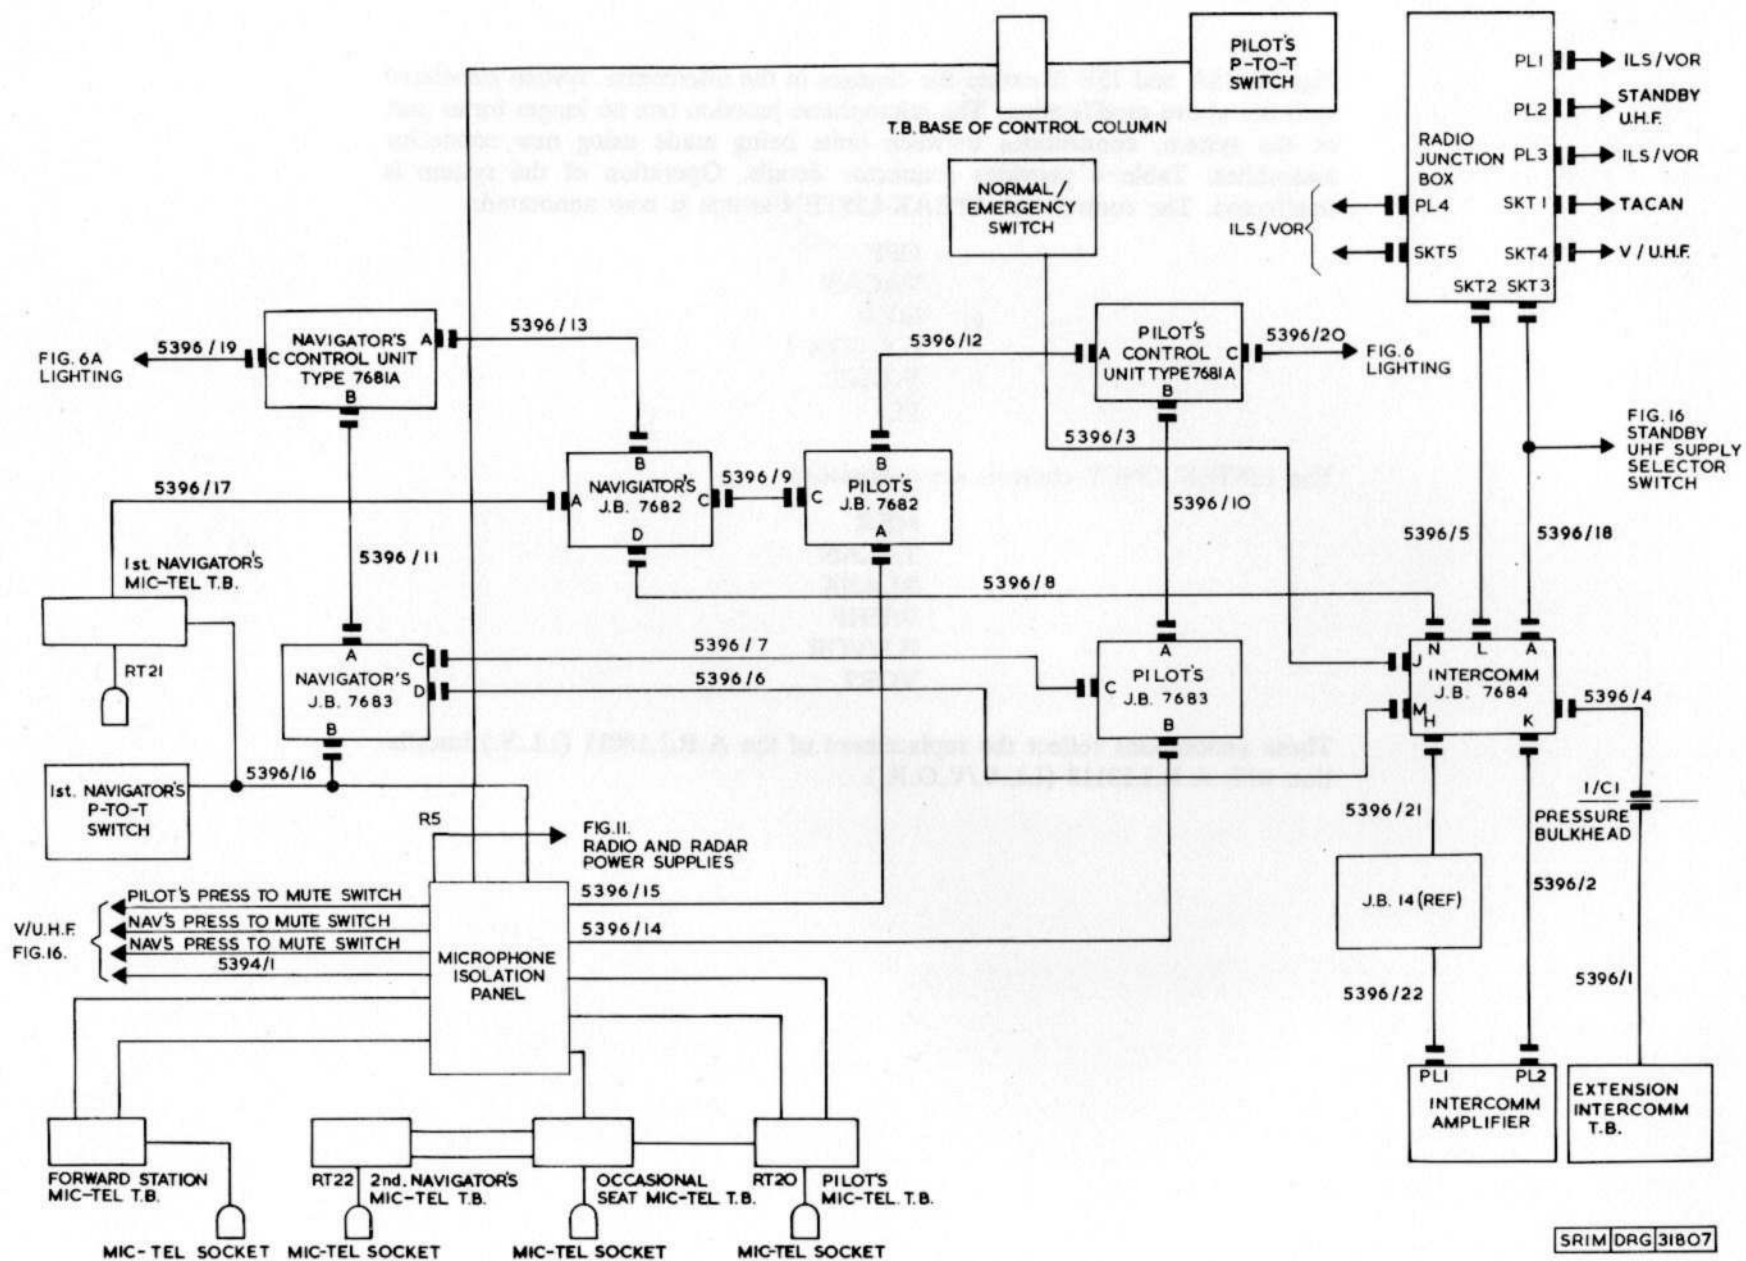 PILOT'S
P-TO-T
SWITCH
T.B. BASE OF CONTROL COLUMN
NORMAL /
EMERGENCY
SWITCH
RADIO
JUNCTION
BOX
PL1
ILS / VOR
PL2
STANDBY
U.H.F.
PL3
ILS / VOR
PL4
SKT1
TACAN
ILS / VOR
SKT5
SKT4
V / U.H.F.
SKT2
SKT3
5396 / 19
FIG. 6A
LIGHTING
NAVIGATOR'S
C CONTROL UNIT
TYPE 7681A
A
B
5396 / 13
5396 / 12
PILOT'S
A CONTROL C
UNIT TYPE 7681A
B
5396 / 20
FIG. 6
LIGHTING
5396 / 3
FIG. 16
STANDBY
UHF SUPPLY
SELECTOR
SWITCH
5396 / 17
B
A
NAVIGIATOR'S
J.B. 7682
C
D
5396 / 9
B
C
PILOT'S
J.B. 7682
A
5396 / 10
5396 / 5
5396 / 18
5396 / 11
1st. NAVIGATOR'S
MIC-TEL T.B.
5396 / 8
RT21
A
C
NAVIGATOR'S
D
J.B. 7683
B
5396 / 7
5396 / 6
A
PILOT'S
C
J.B. 7683
B
N L A
J
INTERCOMM
J.B. 7684
M
H
K
5396 / 4
1st. NAVIGATOR'S
P-TO-T
SWITCH
5396 / 16
R5
FIG. 11.
RADIO AND RADAR
POWER SUPPLIES
5396 / 21
1/C1
PRESSURE
BULKHEAD
PILOT'S PRESS TO MUTE SWITCH
NAV'S PRESS TO MUTE SWITCH
NAV'S PRESS TO MUTE SWITCH
5394/1
V/U.H.F.
FIG.16.
5396 / 15
5396 / 14
MICROPHONE
ISOLATION
PANEL
J.B. 14 (REF)
5396 / 2
5396 / 22
5396 / 1
PL1
PL2
INTERCOMM
AMPLIFIER
EXTENSION
INTERCOMM
T.B.
FORWARD STATION
MIC-TEL T.B.
RT22
2nd. NAVIGATOR'S
MIC-TEL T.B.
OCCASIONAL
SEAT MIC-TEL T.B.
RT20
PILOT'S
MIC-TEL. T.B.
MIC- TEL SOCKET
MIC-TEL SOCKET
MIC-TEL SOCKET
MIC-TEL SOCKET
SRIM DRG 31807